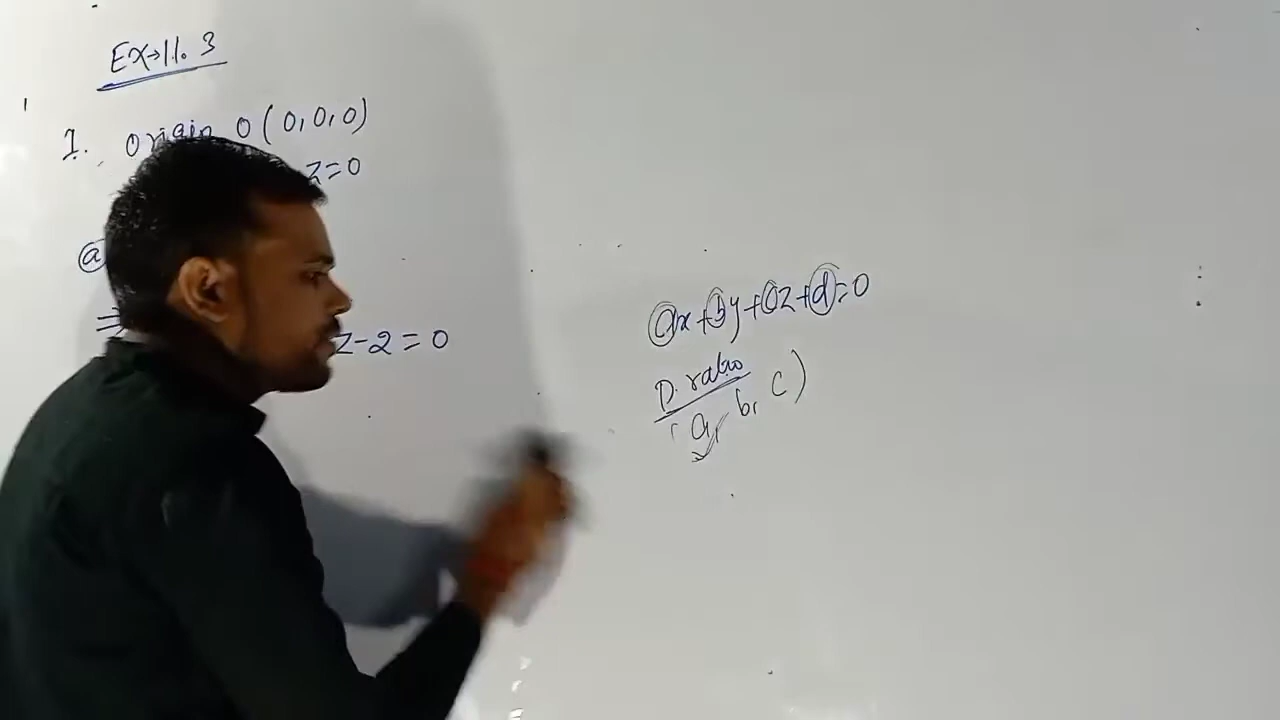 Ex→11.3
1. Origin O(0,0,0)
z=0
ⓐ
⇒ z-2=0
ax+by+cz+d=0
D. ratio
(a, b, c)